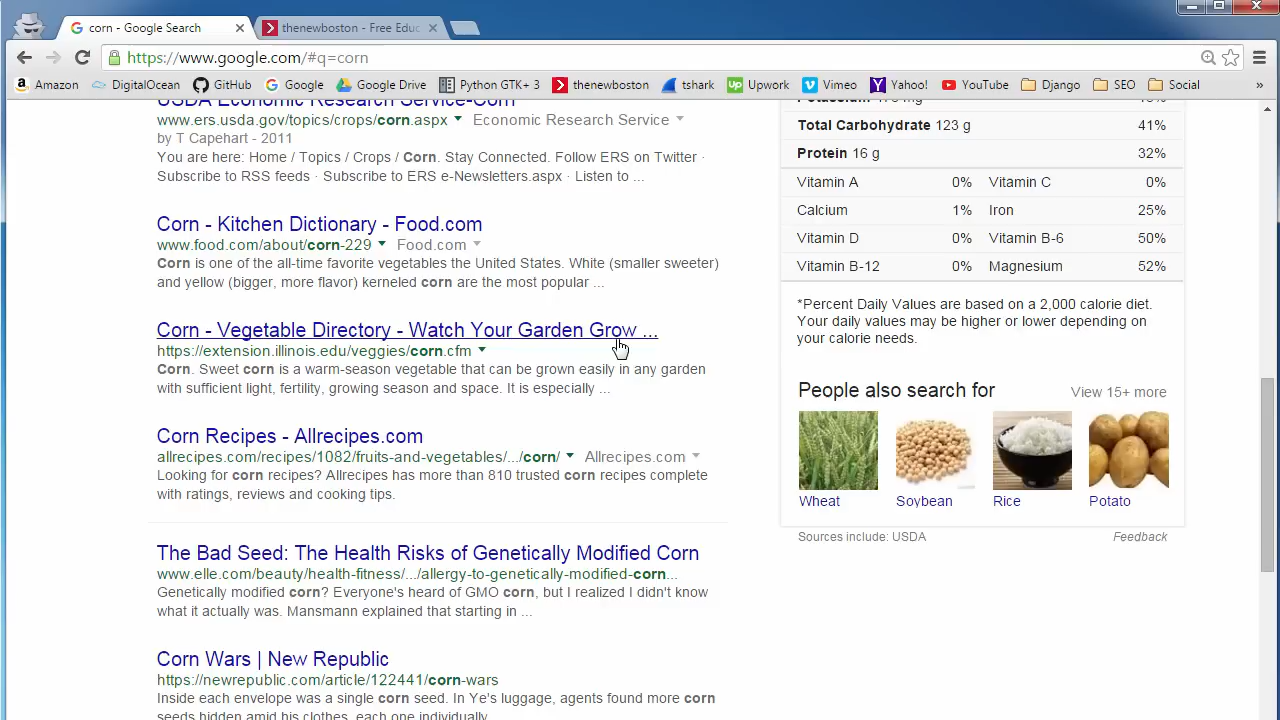 corn - Google Search
thenewboston - Free Educ
https://www.google.com/#q=corn
Amazon DigitalOcean GitHub Google Google Drive Python GTK+ 3 thenewboston tshark Upwork Vimeo Yahoo! YouTube Django SEO Social »
USDA Economic Research Service-Corn
www.ers.usda.gov/topics/crops/corn.aspx Economic Research Service
by T Capehart - 2011
You are here: Home / Topics / Crops / Corn. Stay Connected. Follow ERS on Twitter ·
Subscribe to RSS feeds · Subscribe to ERS e-Newsletters.aspx · Listen to ...
Corn - Kitchen Dictionary - Food.com
www.food.com/about/corn-229 Food.com
Corn is one of the all-time favorite vegetables the United States. White (smaller sweeter)
and yellow (bigger, more flavor) kerneled corn are the most popular ...
Corn - Vegetable Directory - Watch Your Garden Grow ...
https://extension.illinois.edu/veggies/corn.cfm
Corn. Sweet corn is a warm-season vegetable that can be grown easily in any garden
with sufficient light, fertility, growing season and space. It is especially ...
Corn Recipes - Allrecipes.com
allrecipes.com/recipes/1082/fruits-and-vegetables/.../corn/ Allrecipes.com
Looking for corn recipes? Allrecipes has more than 810 trusted corn recipes complete
with ratings, reviews and cooking tips.
The Bad Seed: The Health Risks of Genetically Modified Corn
www.elle.com/beauty/health-fitness/.../allergy-to-genetically-modified-corn...
Genetically modified corn? Everyone's heard of GMO corn, but I realized I didn't know
what it actually was. Mansmann explained that starting in ...
Corn Wars | New Republic
https://newrepublic.com/article/122441/corn-wars
Inside each envelope was a single corn seed. In Ye's luggage, agents found more corn
seeds hidden amid his clothes, each one individually
Total Carbohydrate 123 g 41%
Protein 16 g 32%
Vitamin A 0% Vitamin C 0%
Calcium 1% Iron 25%
Vitamin D 0% Vitamin B-6 50%
Vitamin B-12 0% Magnesium 52%
*Percent Daily Values are based on a 2,000 calorie diet.
Your daily values may be higher or lower depending on
your calorie needs.
People also search for View 15+ more
Wheat Soybean Rice Potato
Sources include: USDA Feedback